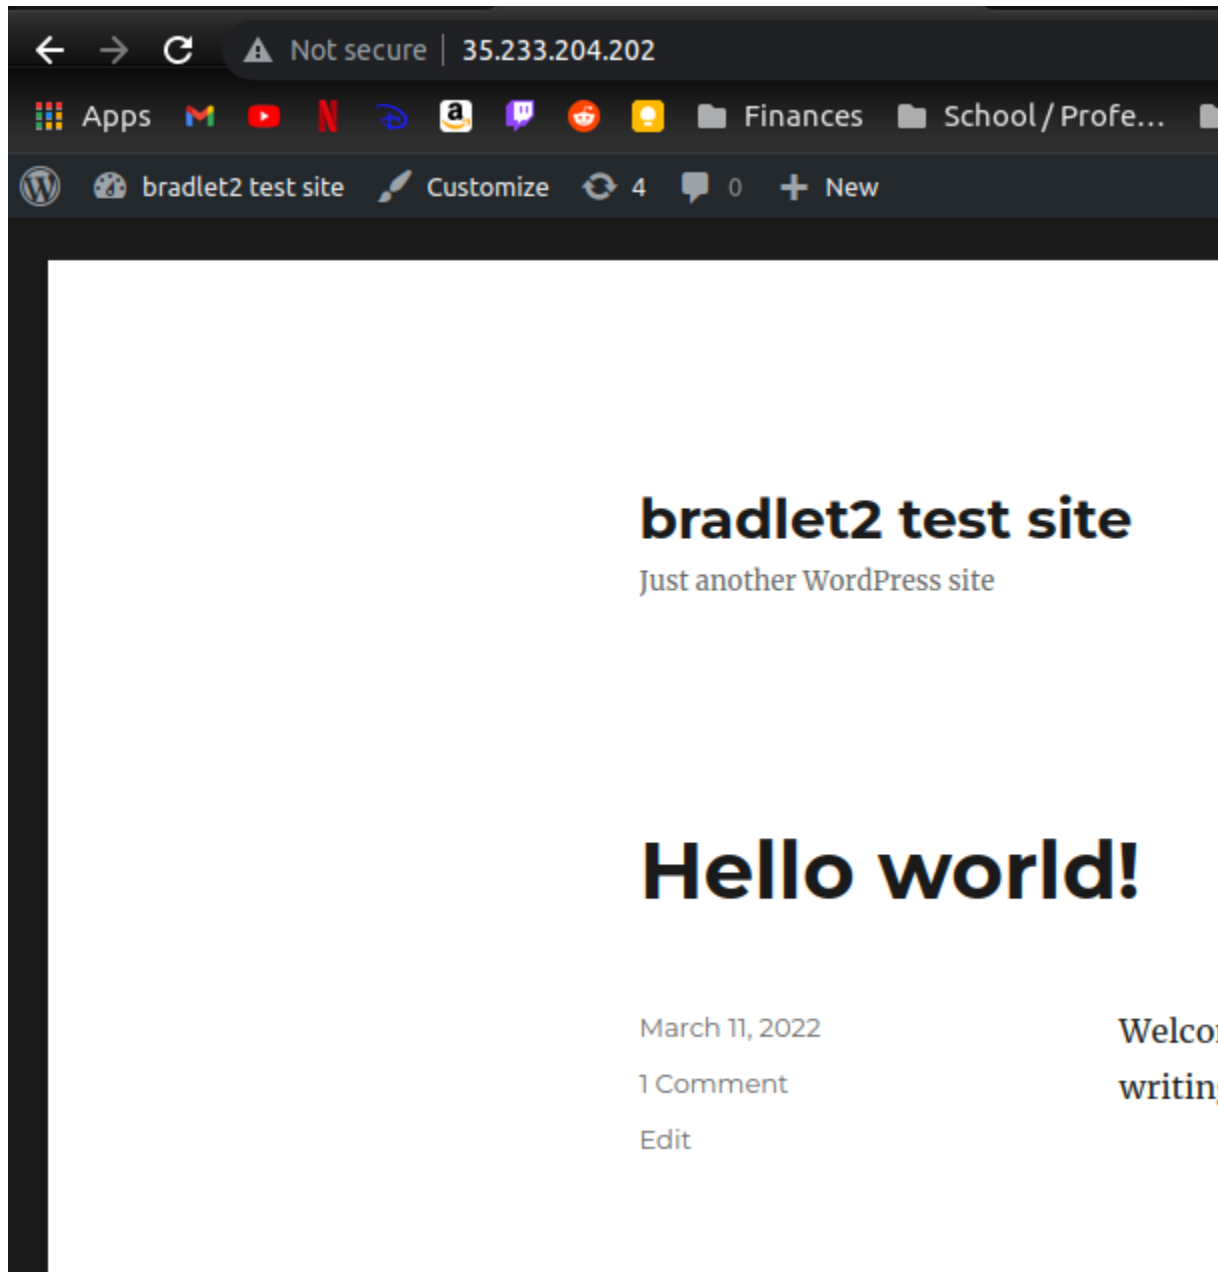 Not secure | 35.233.204.202
Apps Finances School / Profe...
bradlet2 test site Customize 4 0 New
bradlet2 test site
Just another WordPress site
Hello world!
March 11, 2022
1 Comment
Edit